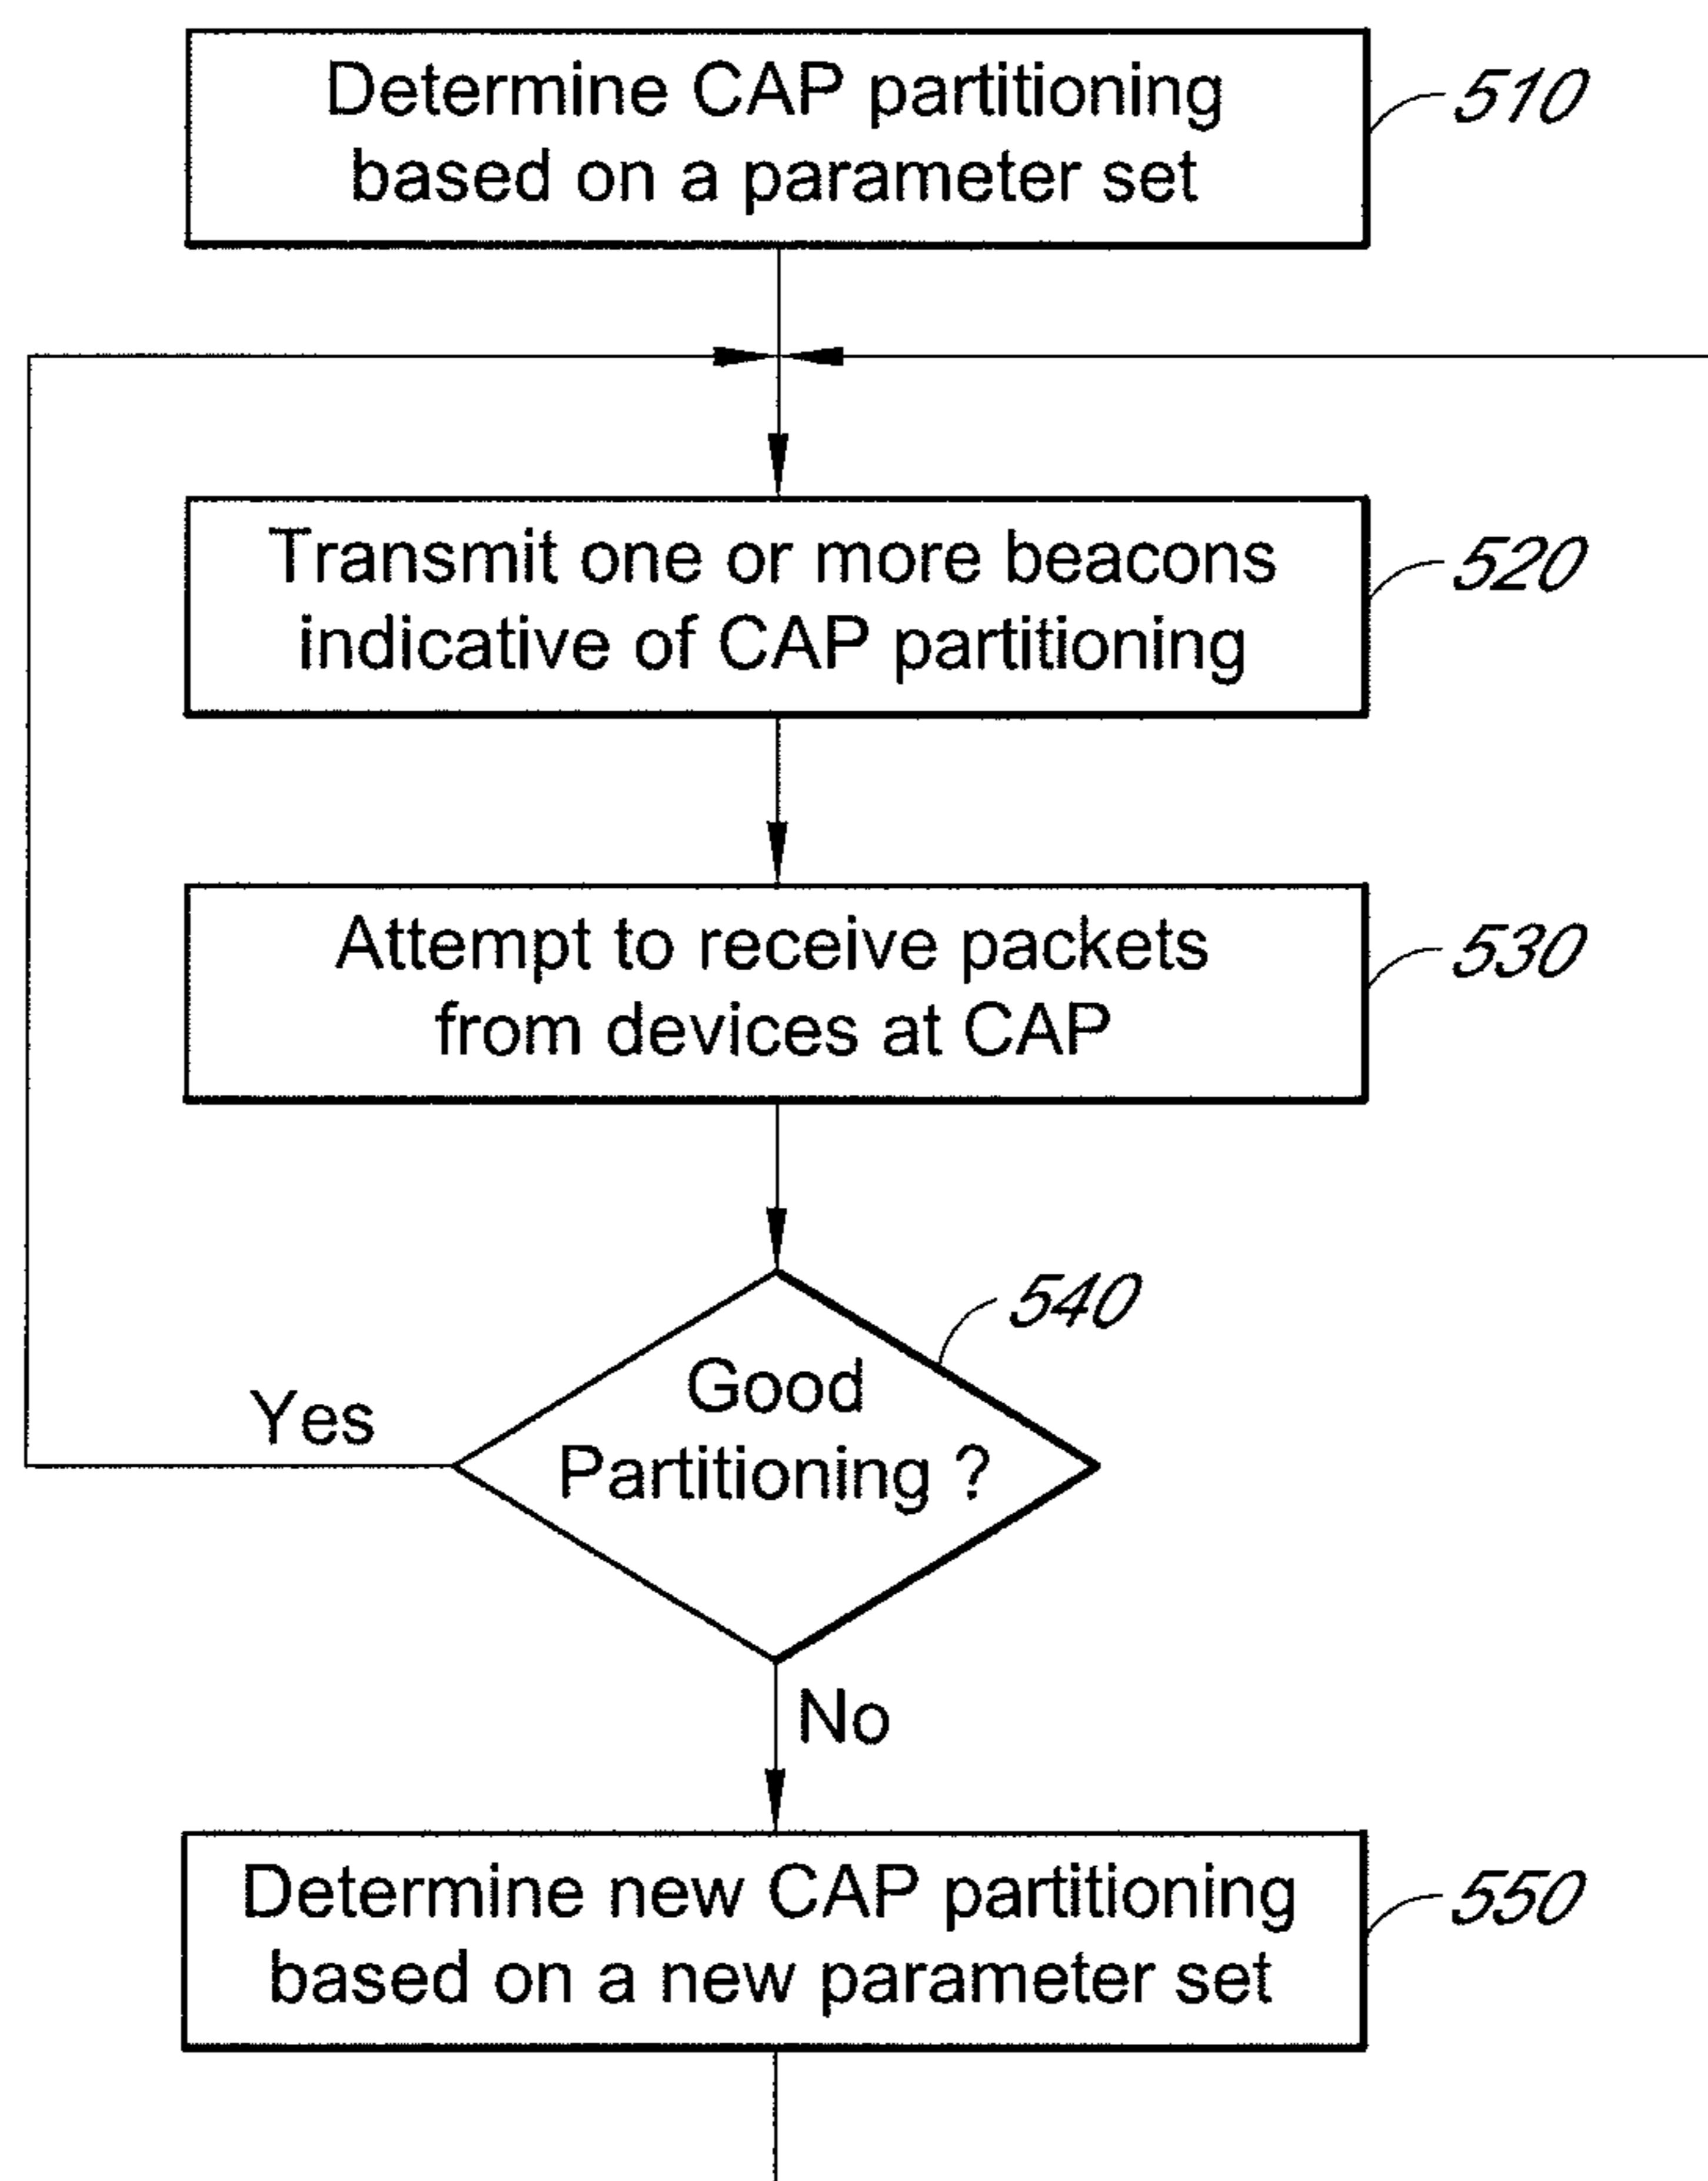 Determine CAP partitioning
based on a parameter set
510
Transmit one or more beacons
indicative of CAP partitioning
520
Attempt to receive packets
from devices at CAP
530
540
Good
Partitioning ?
Yes
No
Determine new CAP partitioning
based on a new parameter set
550